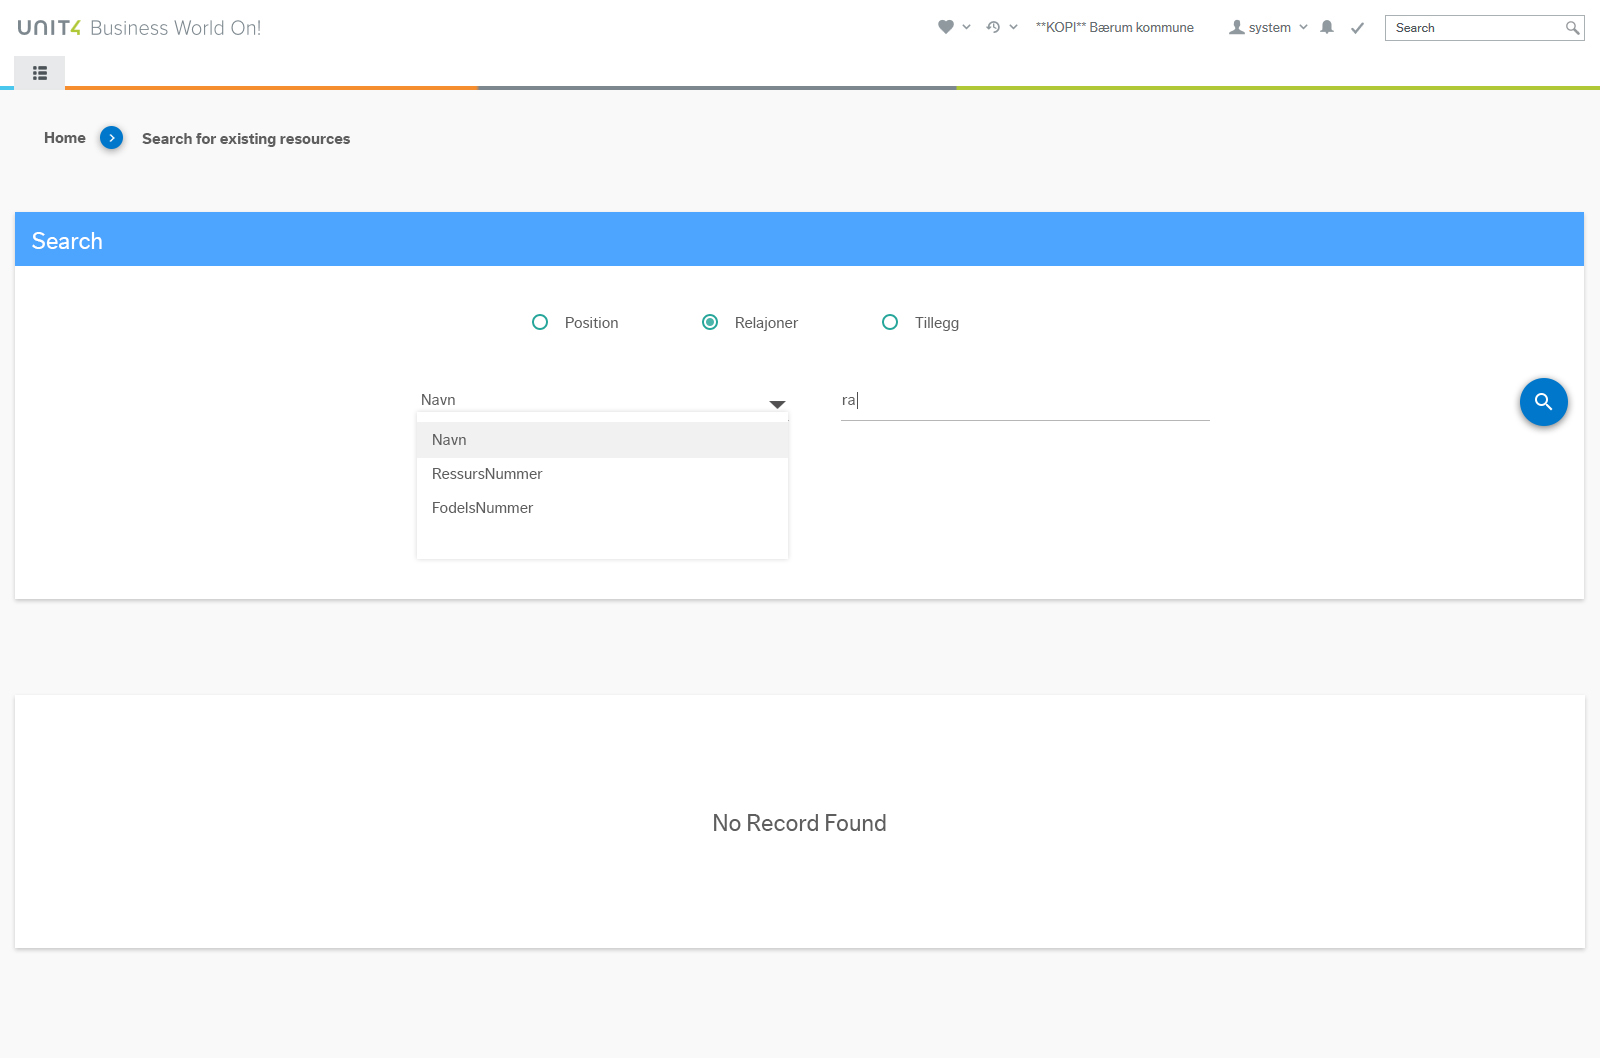 UNIT4 Business World On!
**KOPI** Bærum kommune
system
Search
Home
Search for existing resources
Search
Position
Relajoner
Tillegg
Navn
ra
Navn
RessursNummer
FodelsNummer
No Record Found